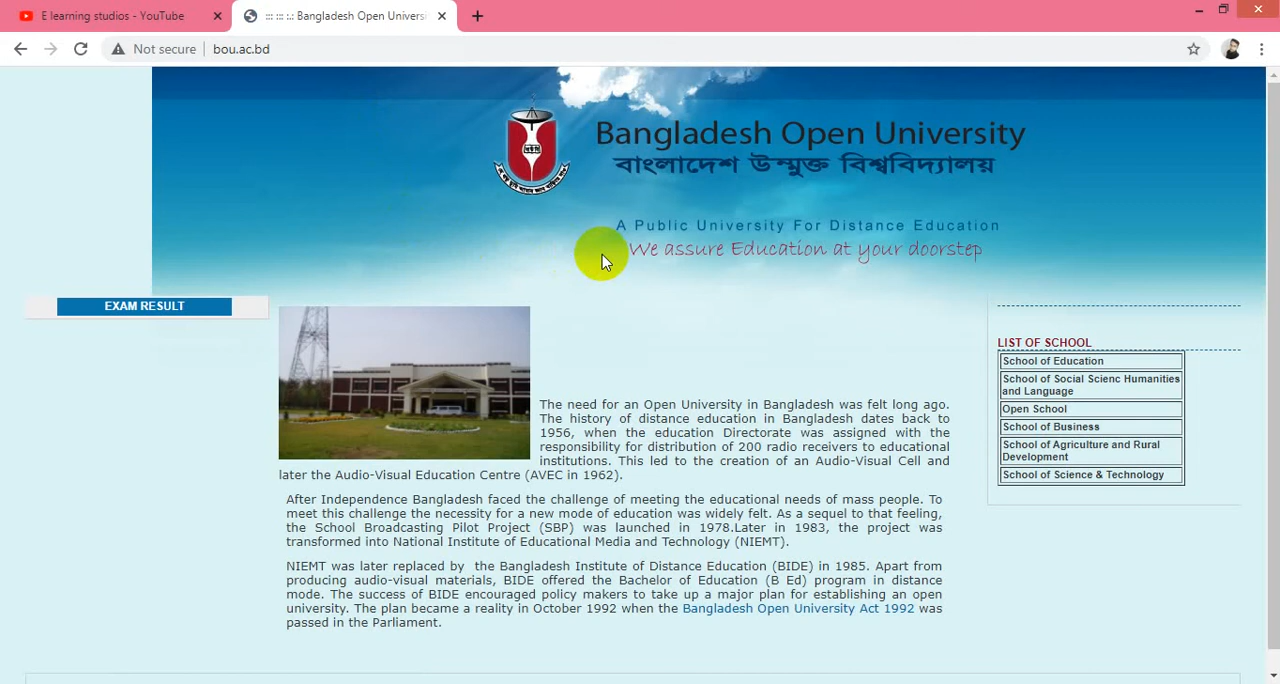 E learning studios - YouTube
::: ::: .: Bangladesh Open Universi
Not secure
bou.ac.bd
Bangladesh Open University
বাংলাদেশ উম্মুক্ত বিশ্ববিদ্যালয়
A Public University For Distance Education
We assure Education at your doorstep
EXAM RESULT
The need for an Open University in Bangladesh was felt long ago.
The history of distance education in Bangladesh dates back to
1956, when the education Directorate was assigned with the
responsibility for distribution of 200 radio receivers to educational
institutions. This led to the creation of an Audio-Visual Cell and
later the Audio-Visual Education Centre (AVEC in 1962).
After Independence Bangladesh faced the challenge of meeting the educational needs of mass people. To
meet this challenge the necessity for a new mode of education was widely felt. As a sequel to that feeling,
the School Broadcasting Pilot Project (SBP) was launched in 1978.Later in 1983, the project was
transformed into National Institute of Educational Media and Technology (NIEMT).
NIEMT was later replaced by the Bangladesh Institute of Distance Education (BIDE) in 1985. Apart from
producing audio-visual materials, BIDE offered the Bachelor of Education (B Ed) program in distance
mode. The success of BIDE encouraged policy makers to take up a major plan for establishing an open
university. The plan became a reality in October 1992 when the Bangladesh Open University Act 1992 was
passed in the Parliament.
LIST OF SCHOOL
School of Education
School of Social Scienc Humanities
and Language
Open School
School of Business
School of Agriculture and Rural
Development
School of Science & Technology